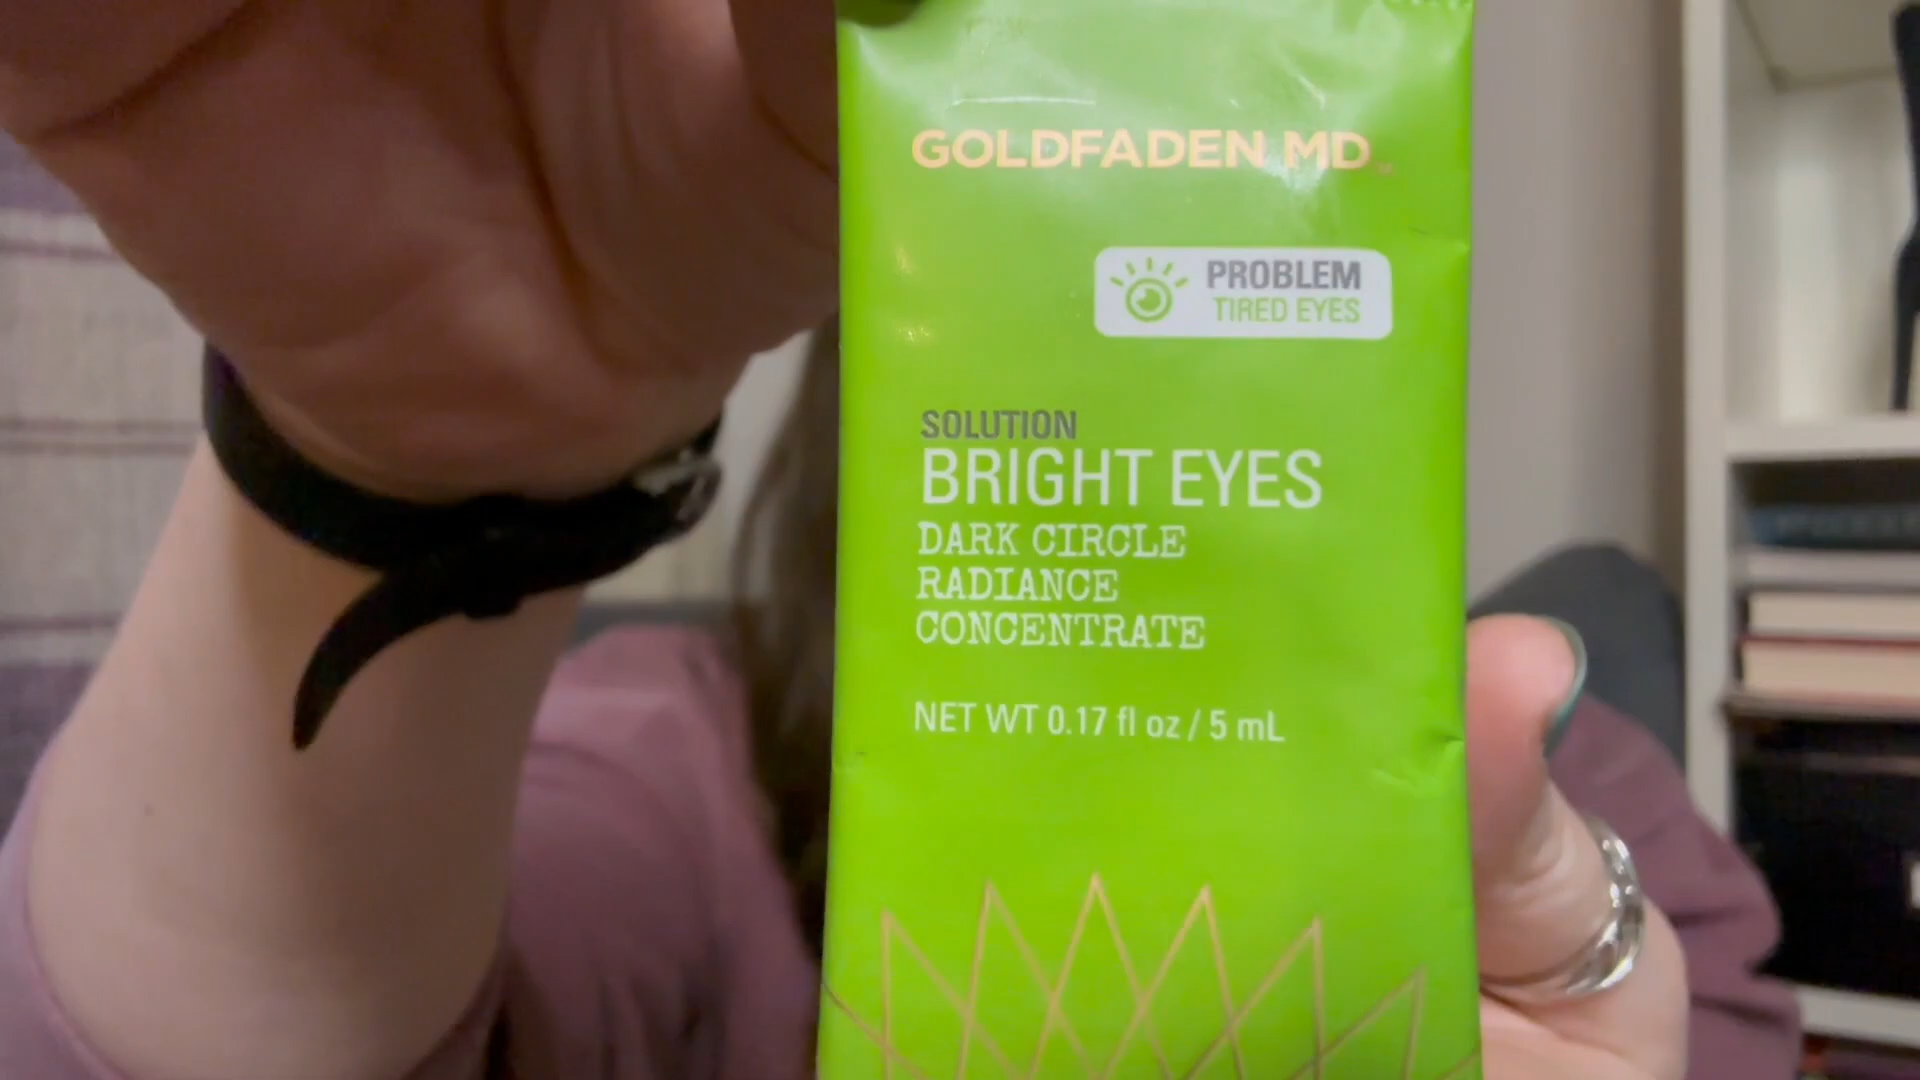 GOLDFADEN MD
PROBLEM
TIRED EYES
SOLUTION
BRIGHT EYES
DARK CIRCLE
RADIANCE
CONCENTRATE
NET WT 0.17 fl oz / 5 mL